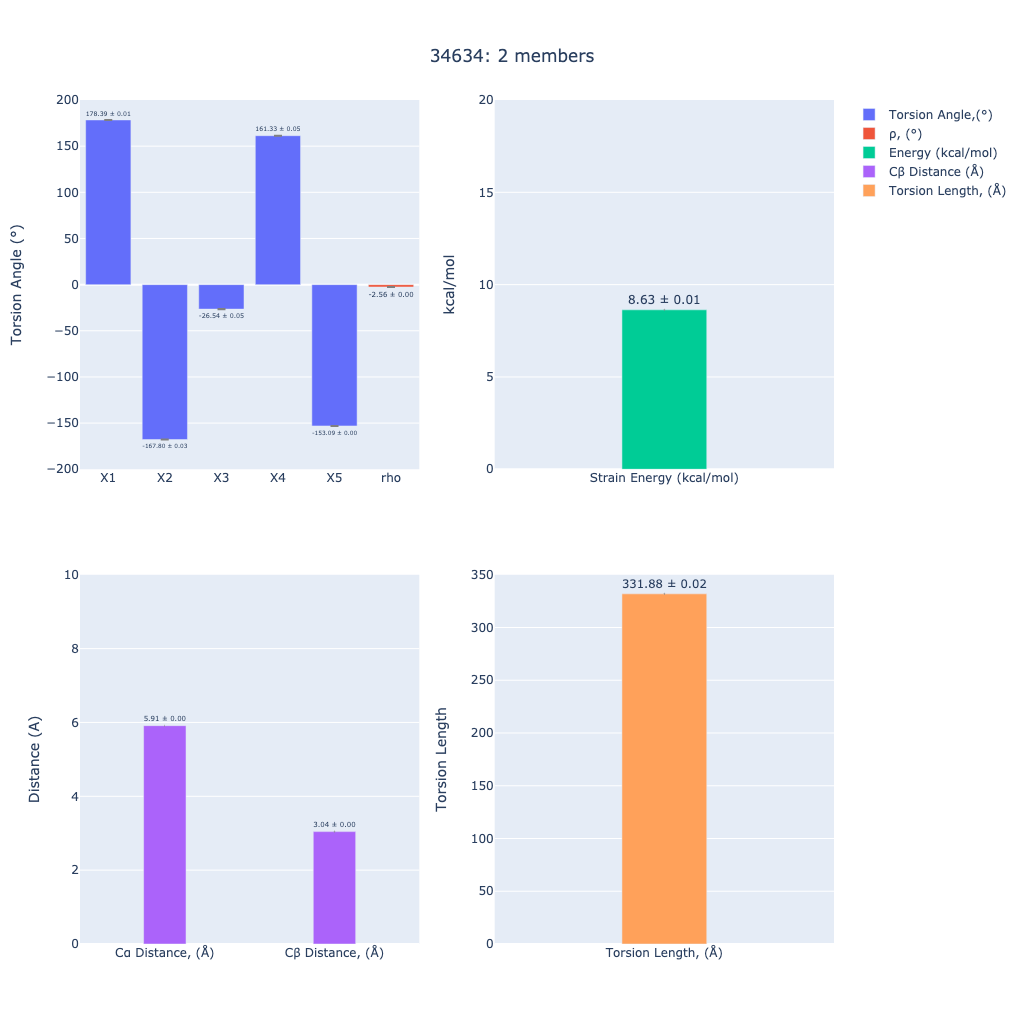 34634: 2 members
Torsion Angle (°)
200
150
100
50
0
−50
−100
−150
−200
178.39 ± 0.01
-167.80 ± 0.03
-26.54 ± 0.05
161.33 ± 0.05
-153.09 ± 0.00
-2.56 ± 0.00
X1 X2 X3 X4 X5 rho
kcal/mol
20
15
10
5
0
8.63 ± 0.01
Strain Energy (kcal/mol)
Torsion Angle,(°)
ρ, (°)
Energy (kcal/mol)
Cβ Distance (Å)
Torsion Length, (Å)
Distance (A)
10
8
6
4
2
0
5.91 ± 0.00
3.04 ± 0.00
Cα Distance, (Å) Cβ Distance, (Å)
Torsion Length
350
300
250
200
150
100
50
0
331.88 ± 0.02
Torsion Length, (Å)